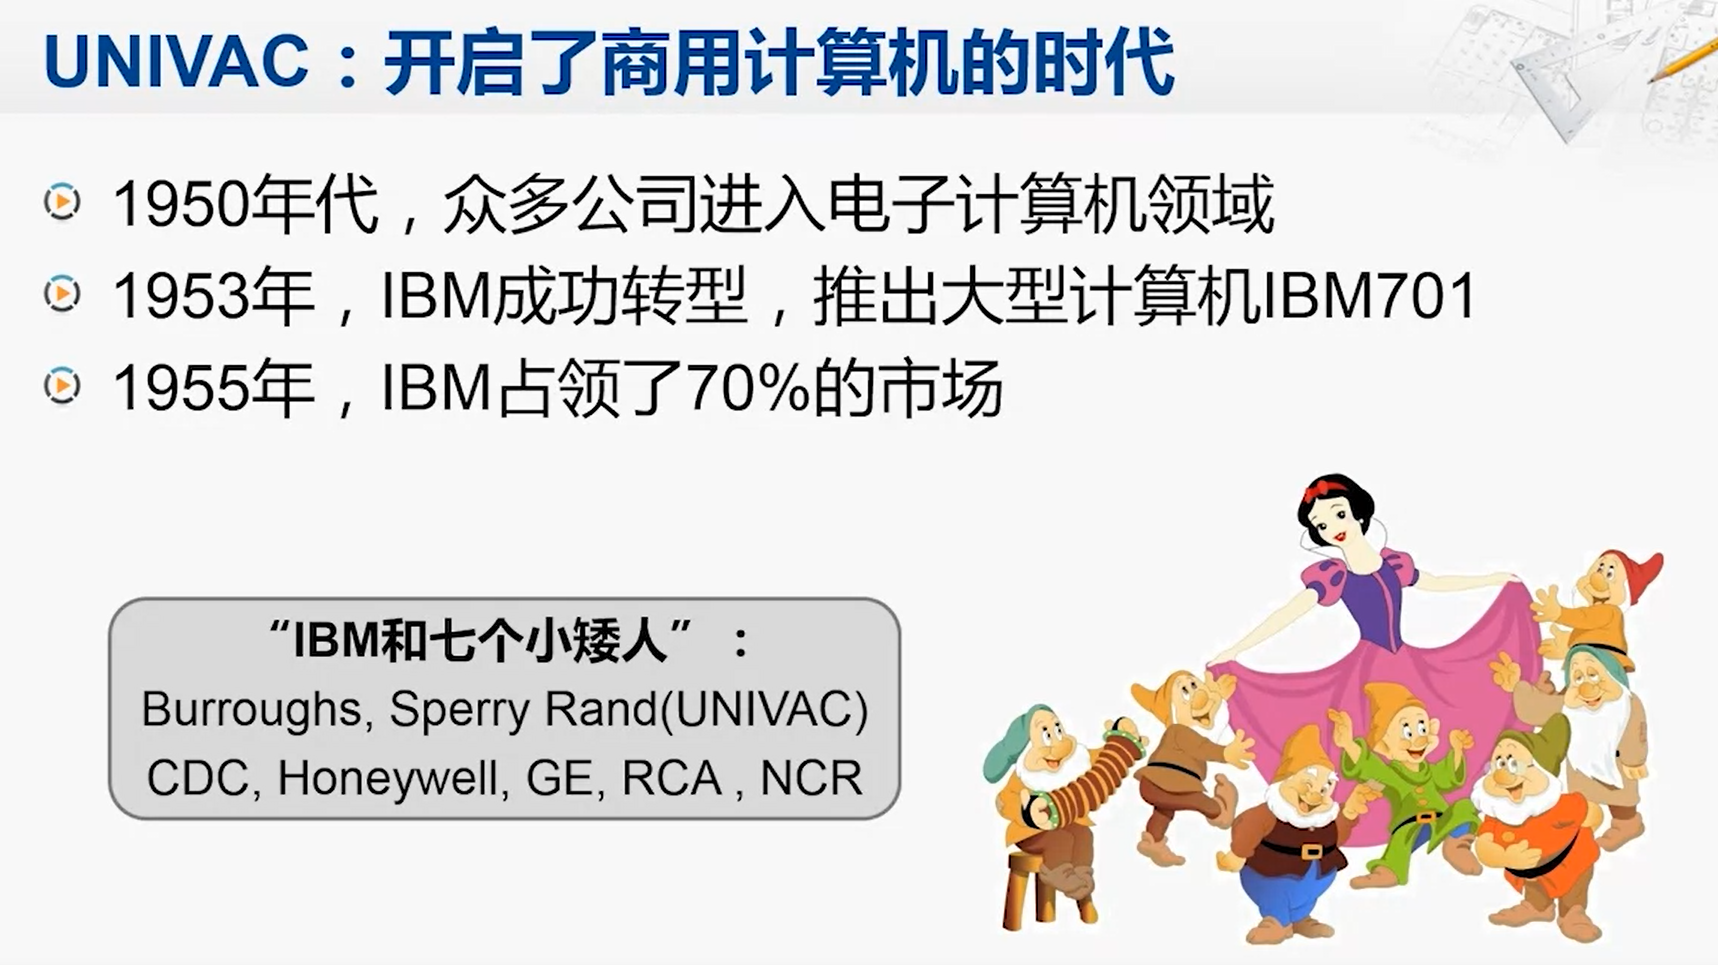 UNIVAC：开启了商用计算机的时代
1950年代，众多公司进入电子计算机领域
1953年，IBM成功转型，推出大型计算机IBM701
1955年，IBM占领了70%的市场
“IBM和七个小矮人”：
Burroughs, Sperry Rand(UNIVAC)
CDC, Honeywell, GE, RCA , NCR